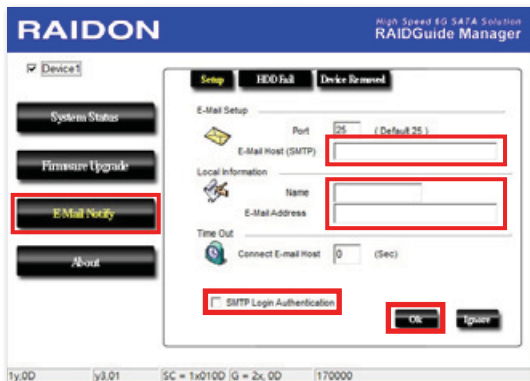 RAIDON
High Speed 6G SATA Solution
RAIDGuide Manager
Device1
Setup HDD Fail Device Removed
System Status
Firmware Upgrade
E-Mail Notify
About
E-Mail Setup
Port 25 ( Default 25 )
E-Mail Host (SMTP)
Local Information
Name
E-Mail Address
Time Out
Connect E-mail Host 0 (Sec)
SMTP Login Authentication
Ok Ignore
1y.0D y3.01 SC = 1x010D G = 2x, 0D 170000